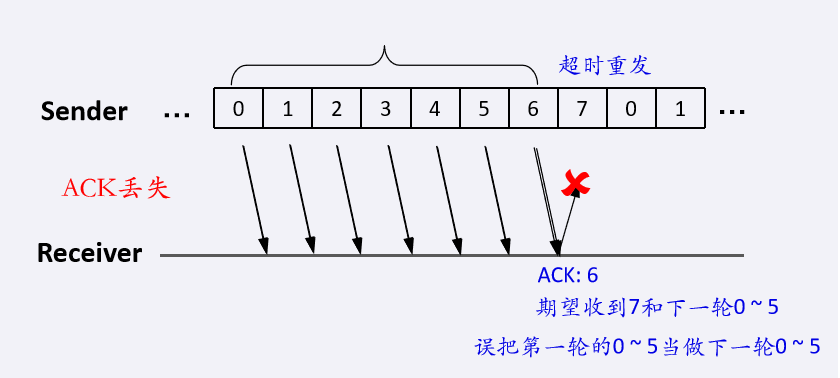 超时重发
Sender ... 0 1 2 3 4 5 6 7 0 1 ...
ACK丢失
Receiver
ACK: 6
期望收到7和下一轮0 ~ 5
误把第一轮的0 ~ 5当做下一轮0 ~ 5